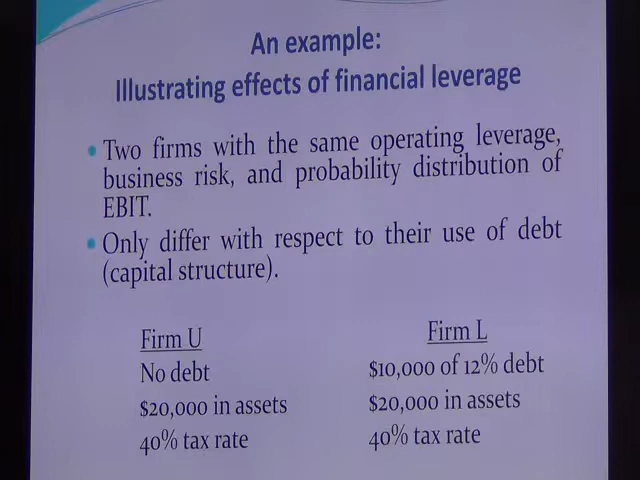 An example:
Illustrating effects of financial leverage
• Two firms with the same operating leverage,
business risk, and probability distribution of
EBIT.
• Only differ with respect to their use of debt
(capital structure).
Firm U
No debt
$20,000 in assets
40% tax rate
Firm L
$10,000 of 12% debt
$20,000 in assets
40% tax rate